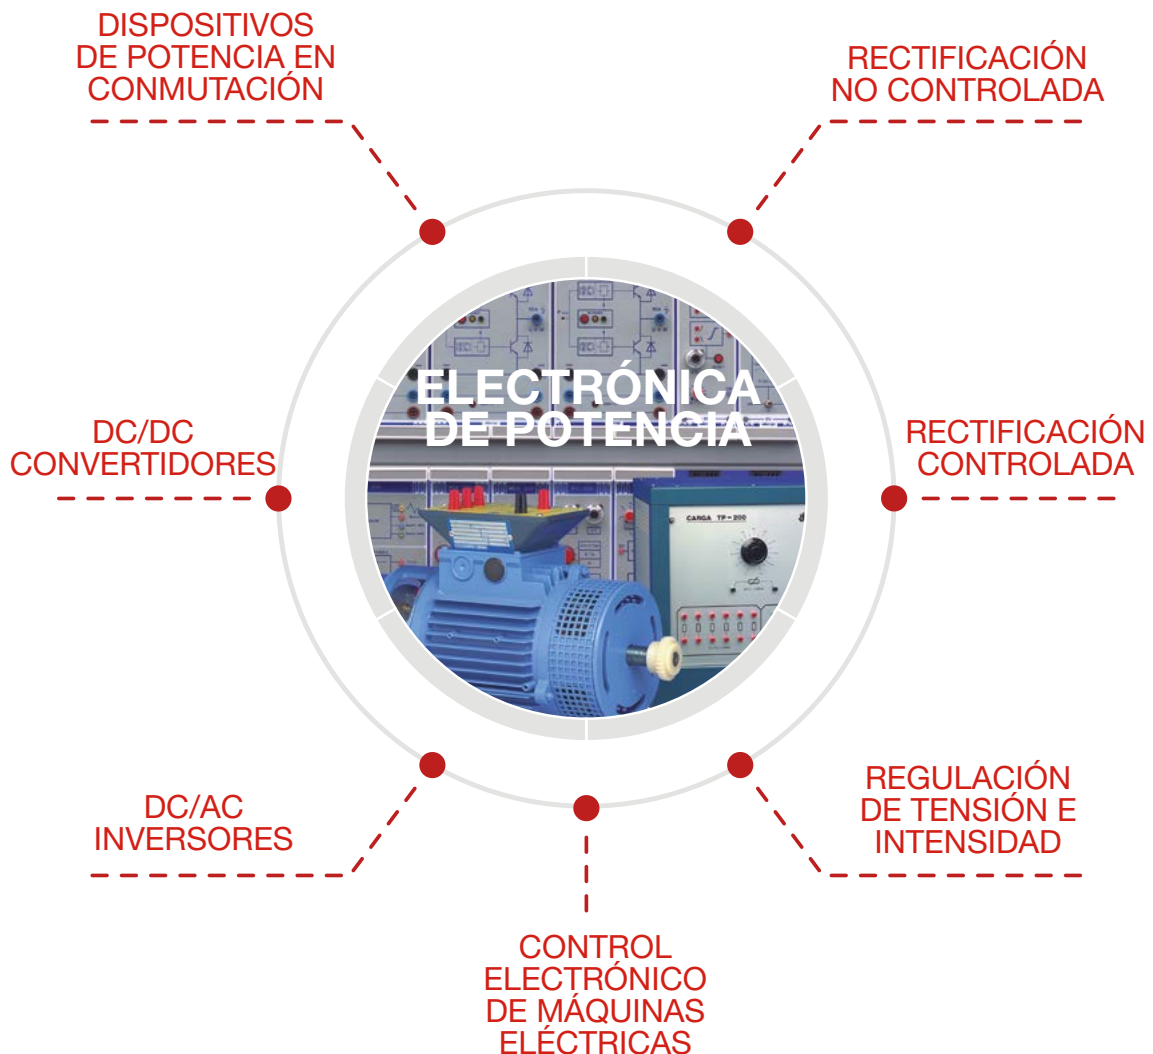 DISPOSITIVOS
DE POTENCIA EN
CONMUTACIÓN
RECTIFICACIÓN
NO CONTROLADA
ELECTRÓNICA
DE POTENCIA
DC/DC
CONVERTIDORES
RECTIFICACIÓN
CONTROLADA
CARGA TP-200
DC/AC
INVERSORES
REGULACIÓN
DE TENSIÓN E
INTENSIDAD
CONTROL
ELECTRÓNICO
DE MÁQUINAS
ELÉCTRICAS